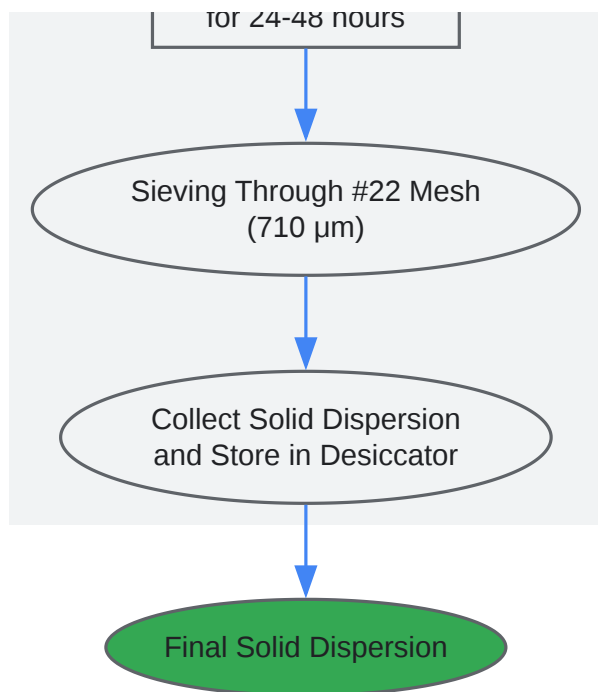 for 24-48 hours
Sieving Through #22 Mesh
(710 µm)
Collect Solid Dispersion
and Store in Desiccator
Final Solid Dispersion